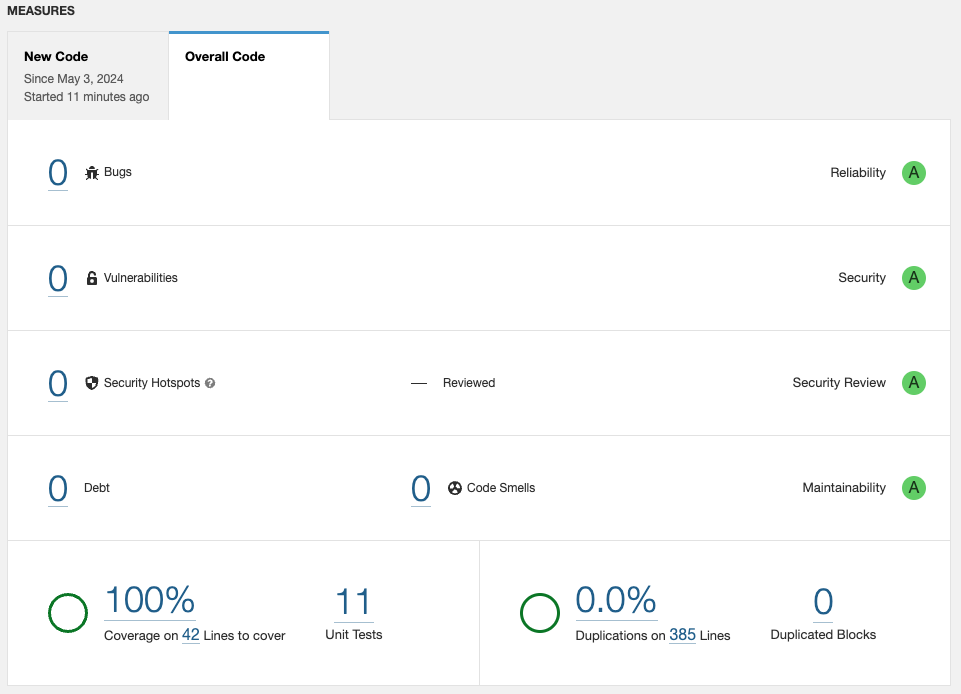 MEASURES
New Code
Since May 3, 2024
Started 11 minutes ago
Overall Code
0 Bugs Reliability A
0 Vulnerabilities Security A
0 Security Hotspots ? — Reviewed Security Review A
0 Debt 0 Code Smells Maintainability A
100%
Coverage on 42 Lines to cover
11
Unit Tests
0.0%
Duplications on 385 Lines
0
Duplicated Blocks